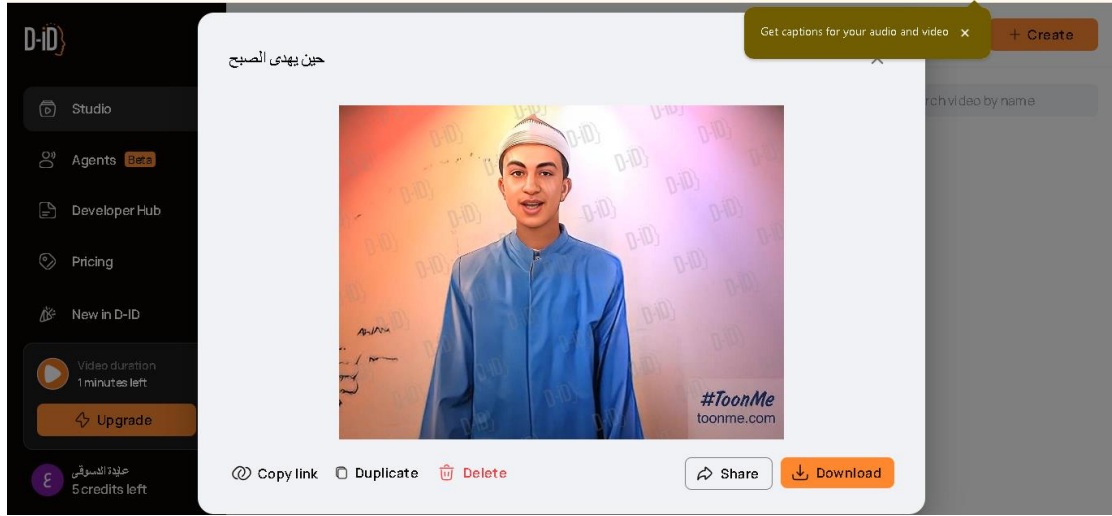 D-iD}
Studio
Agents Beta
Developer Hub
Pricing
New in D-ID
Video duration
1 minutes left
Upgrade
عايدة الدسوقي
5 credits left
Get captions for your audio and video ×
+ Create
rch video by name
حين يهدى الصبح
#ToonMe
toonme.com
Copy link
Duplicate
Delete
Share
Download